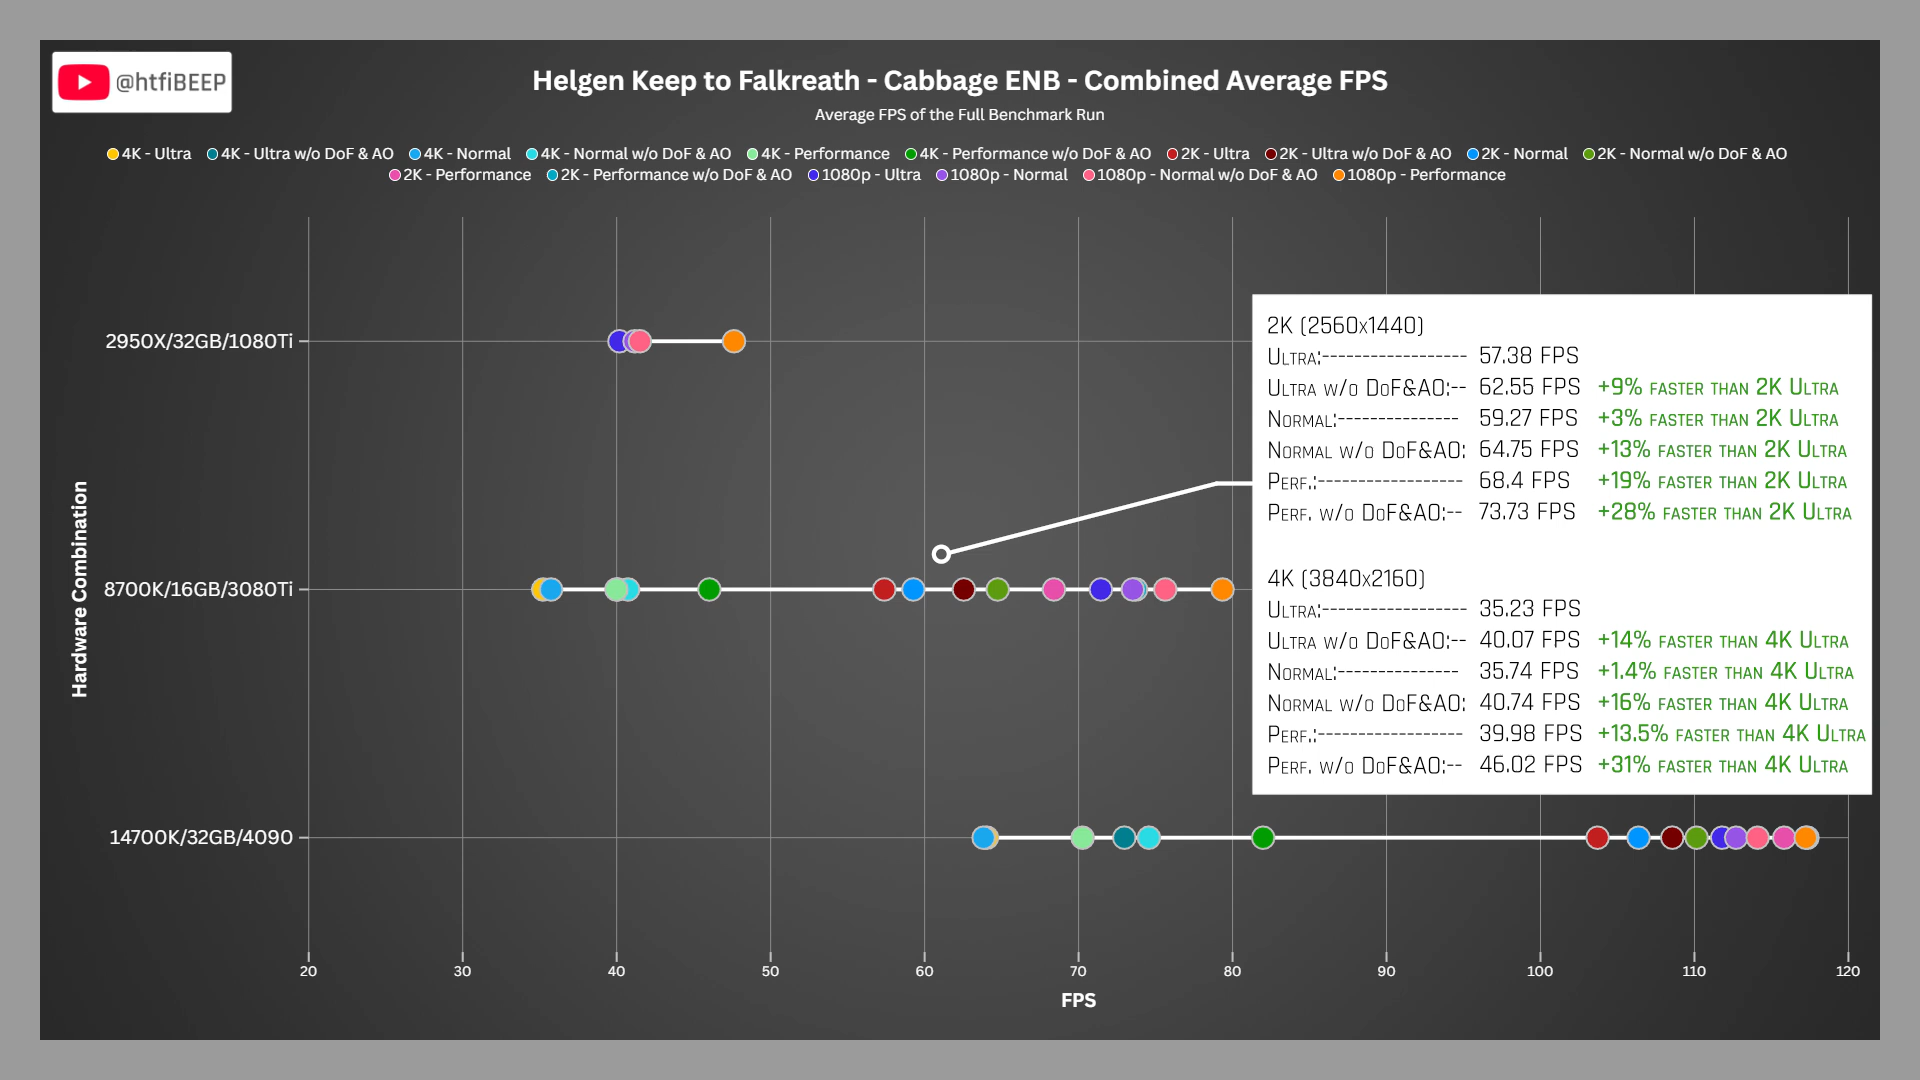 @htfiBEEP
Helgen Keep to Falkreath - Cabbage ENB - Combined Average FPS
Average FPS of the Full Benchmark Run
4K - Ultra 4K - Ultra w/o DoF & AO 4K - Normal 4K - Normal w/o DoF & AO 4K - Performance 4K - Performance w/o DoF & AO 2K - Ultra 2K - Ultra w/o DoF & AO 2K - Normal 2K - Normal w/o DoF & AO
2K - Performance 2K - Performance w/o DoF & AO 1080p - Ultra 1080p - Normal 1080p - Normal w/o DoF & AO 1080p - Performance
Hardware Combination
2950X/32GB/1080Ti
8700K/16GB/3080Ti
14700K/32GB/4090
2K (2560x1440)
Ultra:------------------ 57.38 FPS
Ultra w/o DoF&AO:-- 62.55 FPS +9% faster than 2K Ultra
Normal:--------------- 59.27 FPS +3% faster than 2K Ultra
Normal w/o DoF&AO: 64.75 FPS +13% faster than 2K Ultra
Perf.:------------------ 68.4 FPS +19% faster than 2K Ultra
Perf. w/o DoF&AO:-- 73.73 FPS +28% faster than 2K Ultra
4K (3840x2160)
Ultra:------------------ 35.23 FPS
Ultra w/o DoF&AO:-- 40.07 FPS +14% faster than 4K Ultra
Normal:--------------- 35.74 FPS +1.4% faster than 4K Ultra
Normal w/o DoF&AO: 40.74 FPS +16% faster than 4K Ultra
Perf.:------------------ 39.98 FPS +13.5% faster than 4K Ultra
Perf. w/o DoF&AO:-- 46.02 FPS +31% faster than 4K Ultra
20 30 40 50 60 70 80 90 100 110 120
FPS